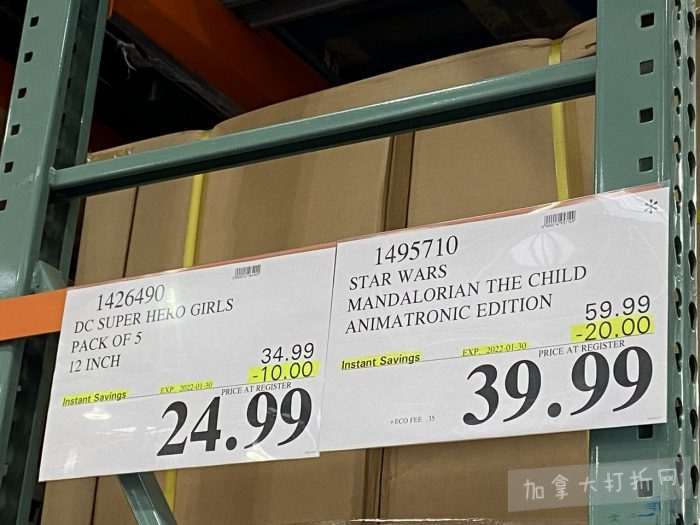 1426490
DC SUPER HERO GIRLS
PACK OF 5
12 INCH
34.99
-10.00
Instant Savings
EXP. 2022-01-30
PRICE AT REGISTER
24.99
*
1495710
STAR WARS
MANDALORIAN THE CHILD
ANIMATRONIC EDITION
59.99
-20.00
Instant Savings
EXP. 2022-01-30
PRICE AT REGISTER
39.99
+ECO FEE .15
加拿大打折网